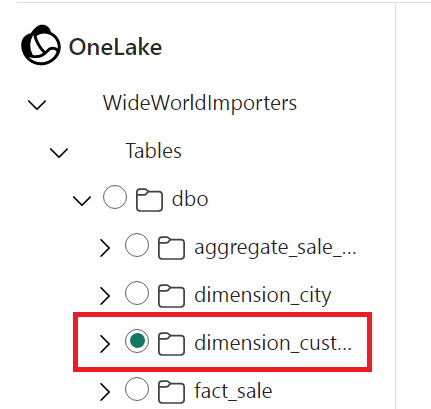 OneLake
WideWorldImporters
Tables
dbo
aggregate_sale_...
dimension_city
dimension_cust...
fact_sale